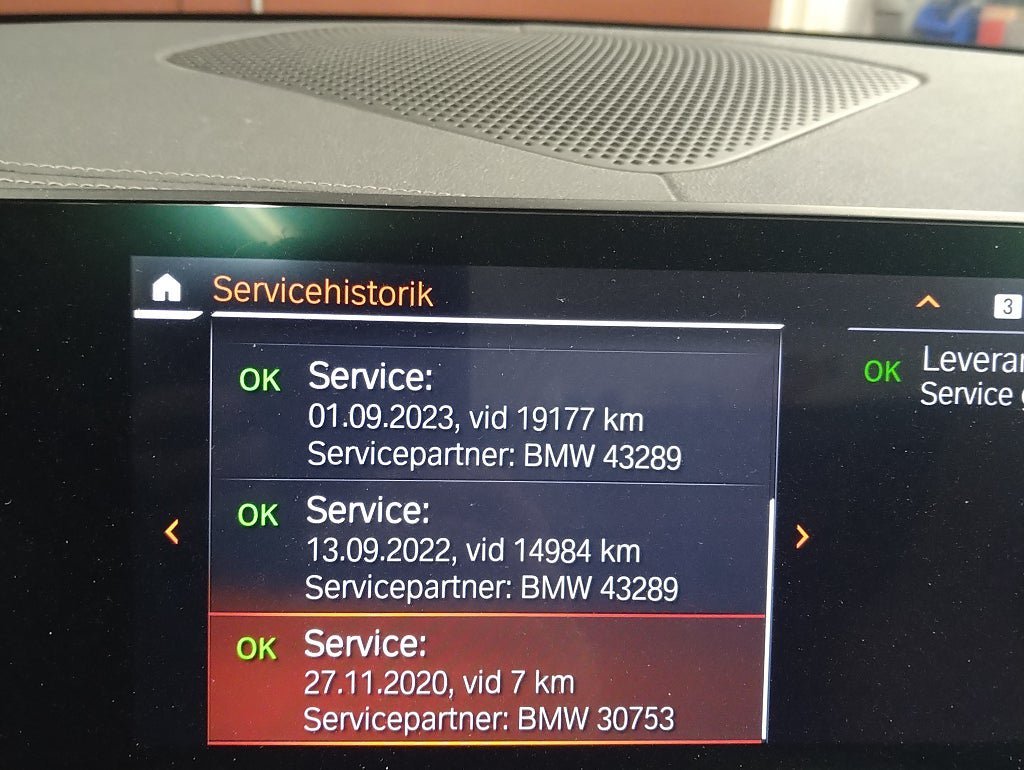 Servicehistorik
3
OK Service:
01.09.2023, vid 19177 km
Servicepartner: BMW 43289
OK Service:
13.09.2022, vid 14984 km
Servicepartner: BMW 43289
OK Service:
27.11.2020, vid 7 km
Servicepartner: BMW 30753
OK
Service